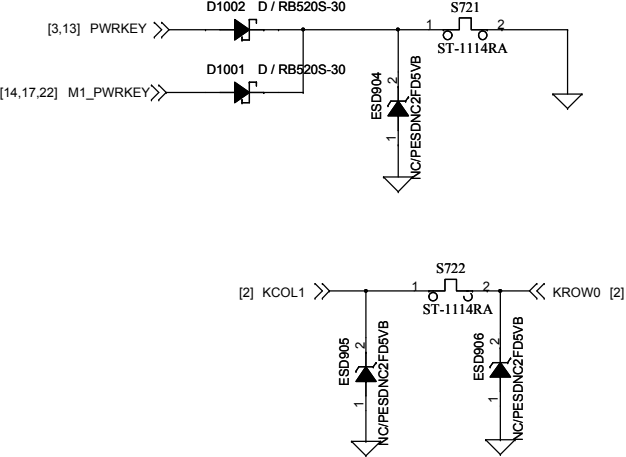 D1002 D / RB520S-30
S721
[3,13] PWRKEY
1 2
ST-1114RA
D1001 D / RB520S-30
[14,17,22] M1_PWRKEY
ESD904
2
1
NC/PESDNC2FD5VB
S722
[2] KCOL1
1 2
KROW0 [2]
ST-1114RA
ESD905
2
1
NC/PESDNC2FD5VB
ESD906
2
1
NC/PESDNC2FD5VB